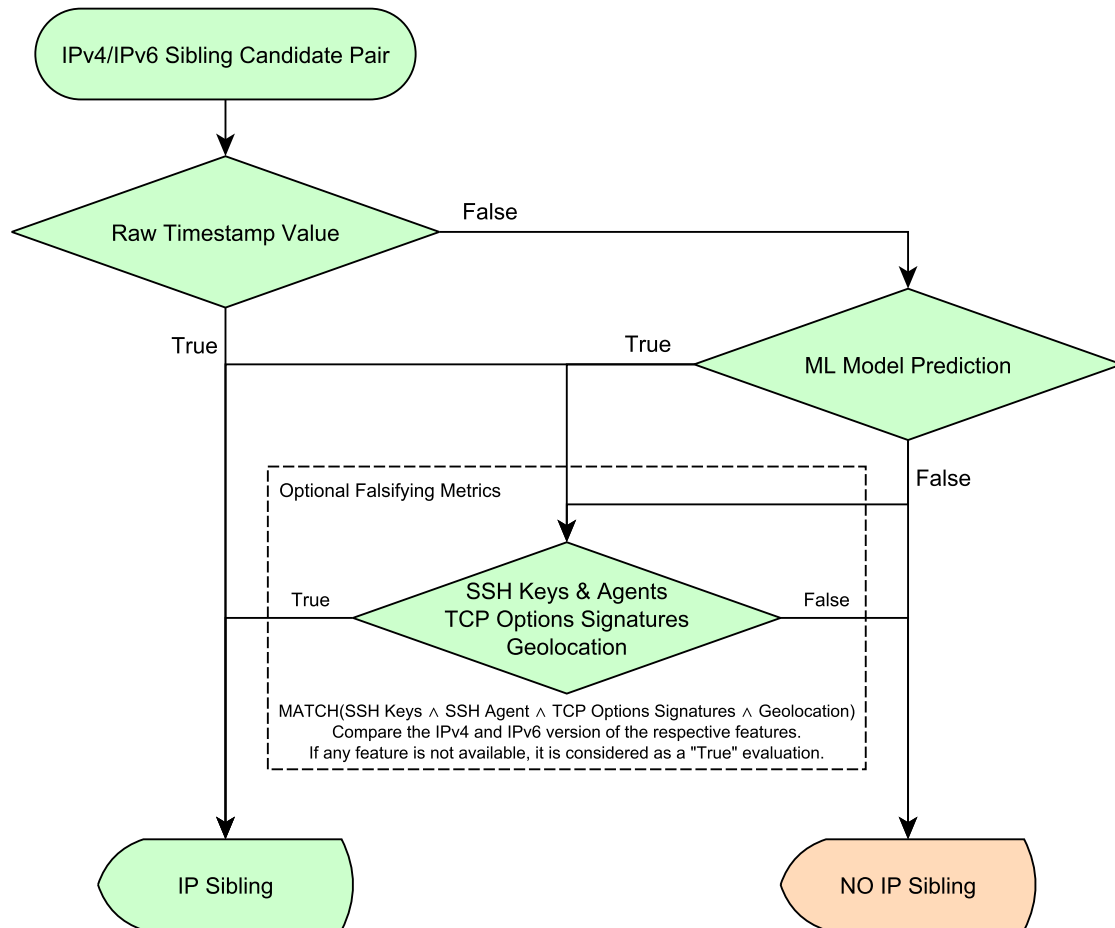 IPv4/IPv6 Sibling Candidate Pair
Raw Timestamp Value
False
True
True
ML Model Prediction
False
Optional Falsifying Metrics
True
SSH Keys & Agents
TCP Options Signatures
Geolocation
False
MATCH(SSH Keys ∧ SSH Agent ∧ TCP Options Signatures ∧ Geolocation)
Compare the IPv4 and IPv6 version of the respective features.
If any feature is not available, it is considered as a "True" evaluation.
IP Sibling
NO IP Sibling